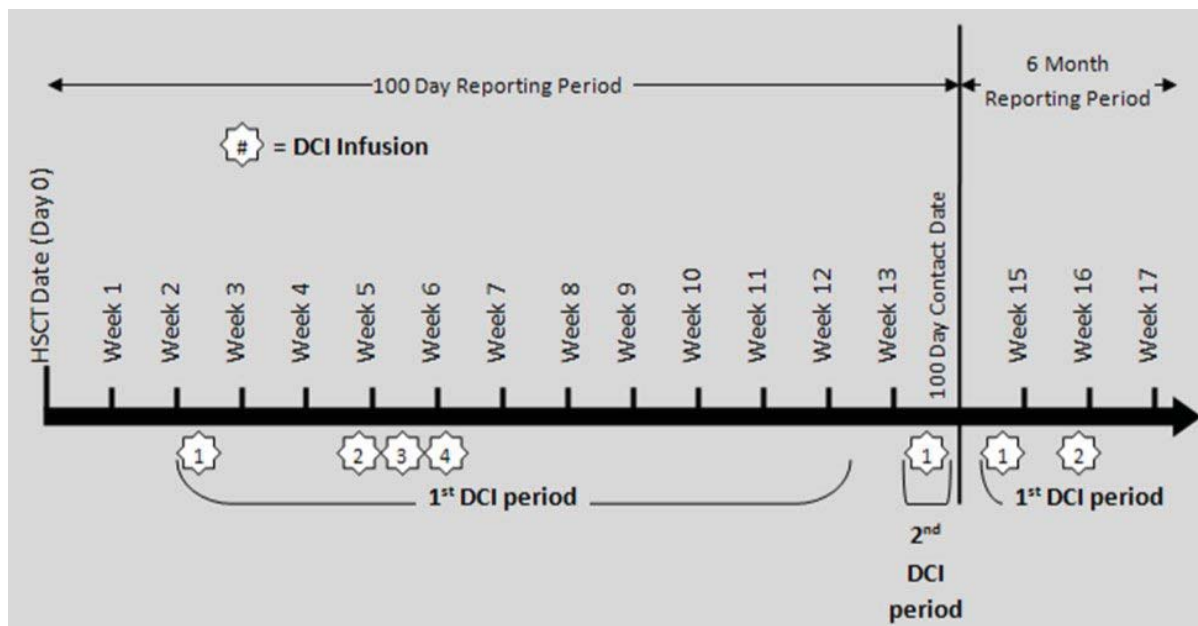 100 Day Reporting Period
6 Month
Reporting Period
# = DCI Infusion
HSCT Date (Day 0)
Week 1
Week 2
Week 3
Week 4
Week 5
Week 6
Week 7
Week 8
Week 9
Week 10
Week 11
Week 12
Week 13
100 Day Contact Date
Week 15
Week 16
Week 17
1
2
3
4
1
1
2
1st DCI period
2nd
DCI
period
1st DCI period